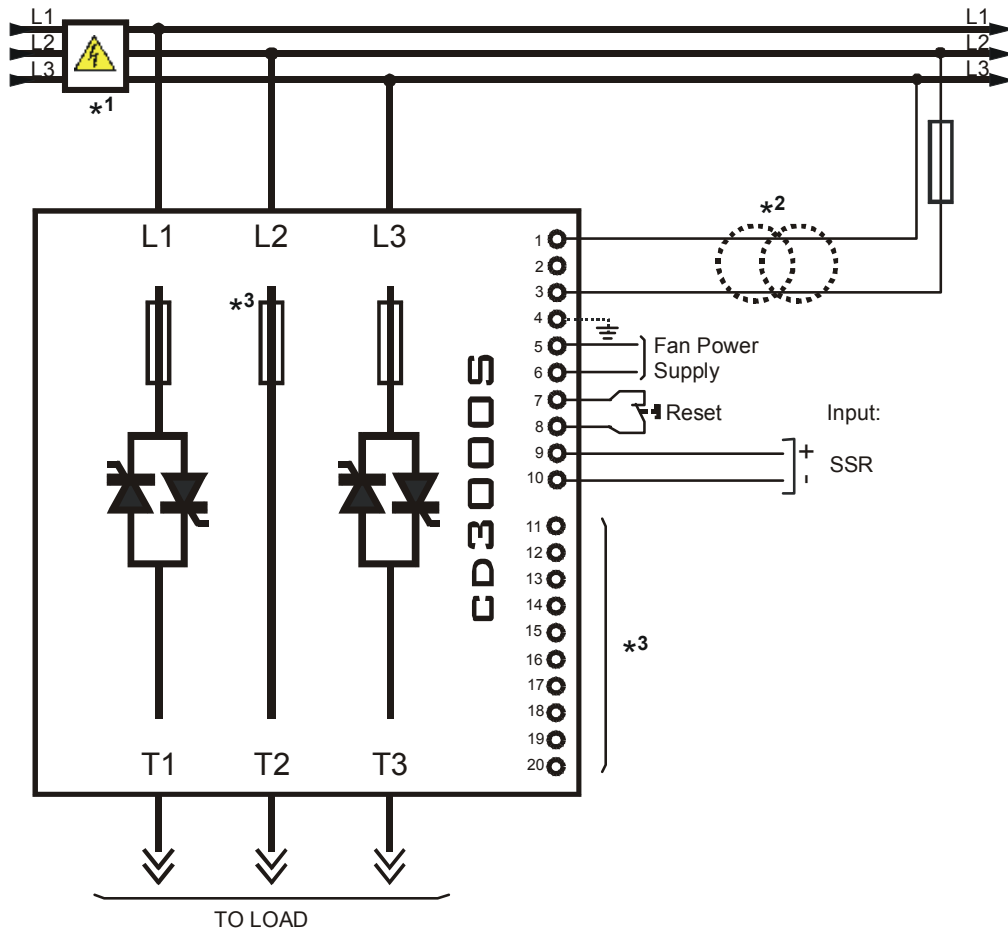 L1 L1
L2 L2
L3 L3
*1
*2
L1 L2 L3
*3
CD3000S
1
2
3
4
5
6
7
8
9
10
11
12
13
14
15
16
17
18
19
20
Fan Power
Supply
Reset
Input:
+
SSR
-
*3
T1 T2 T3
TO LOAD